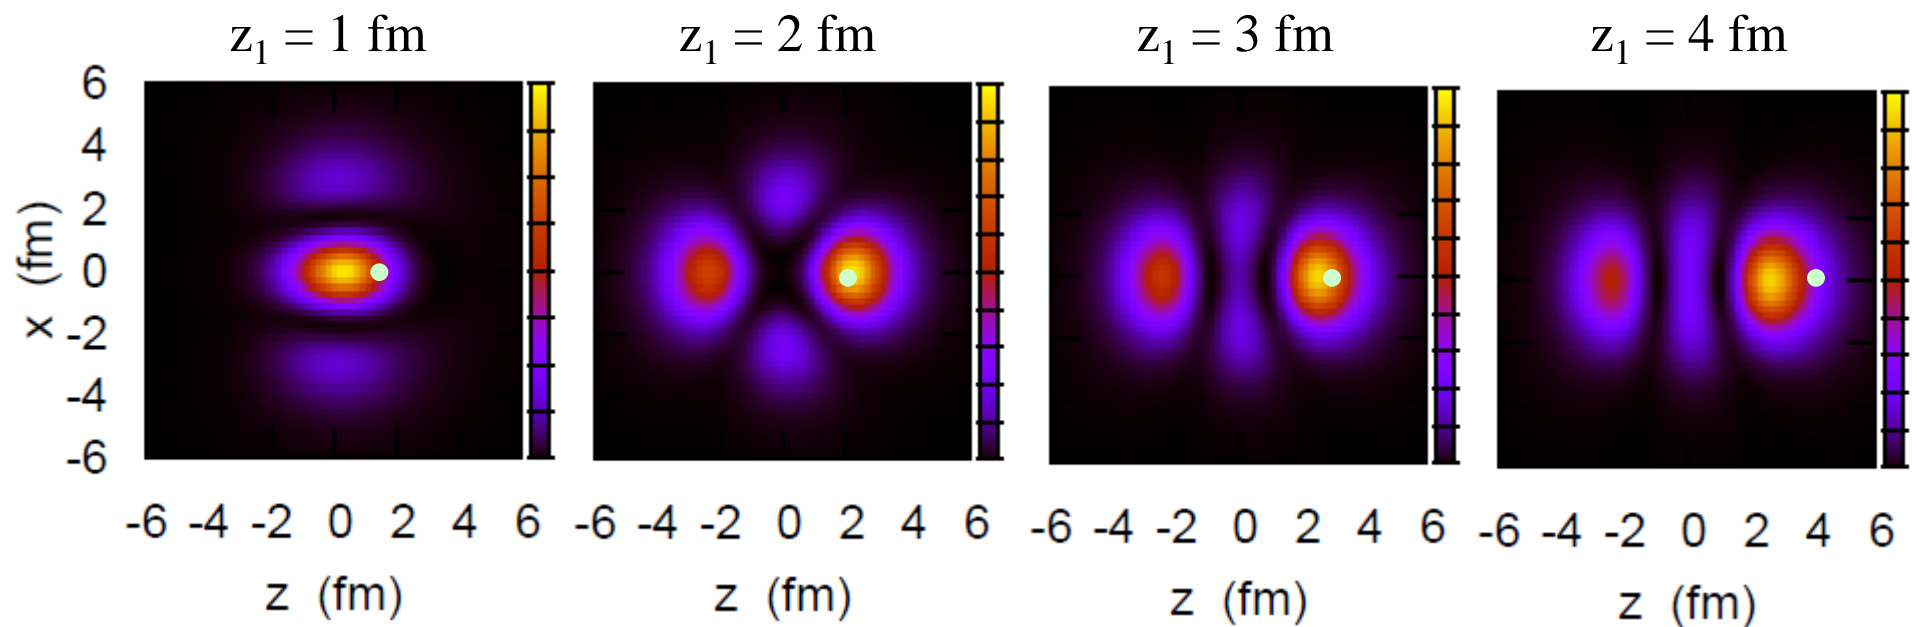 z₁ = 1 fm
z₁ = 2 fm
z₁ = 3 fm
z₁ = 4 fm
x (fm)
6
4
2
0
-2
-4
-6
-6 -4 -2 0 2 4 6
-6 -4 -2 0 2 4 6
-6 -4 -2 0 2 4 6
-6 -4 -2 0 2 4 6
z (fm)
z (fm)
z (fm)
z (fm)